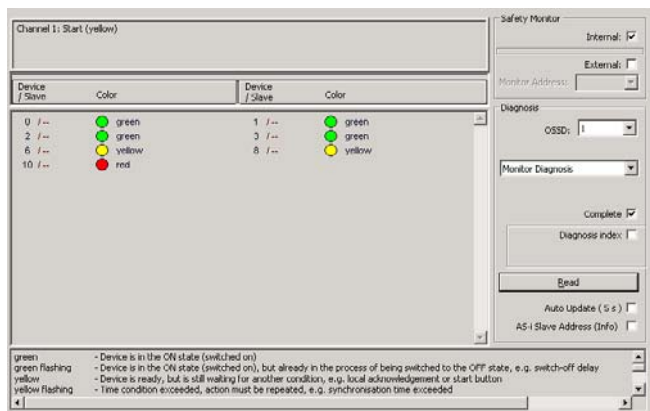 Channel 1: Start (yellow)
Safety Monitor
Internal:
External:
Monitor Address:
Device / Slave Color Device / Slave Color
Diagnosis
0 /-- green 1 /-- green
2 /-- green 3 /-- green
6 /-- yellow 8 /-- yellow
10 /-- red
OSSD: 1
Monitor Diagnosis
Complete
Diagnosis index
Read
Auto Update ( 5 s )
AS-i Slave Address (Info)
green - Device is in the ON state (switched on)
green flashing - Device is in the ON state (switched on), but already in the process of being switched to the OFF state, e.g. switch-off delay
yellow - Device is ready, but is still waiting for another condition, e.g. local acknowledgement or start button
yellow flashing - Time condition exceeded, action must be repeated, e.g. synchronisation time exceeded